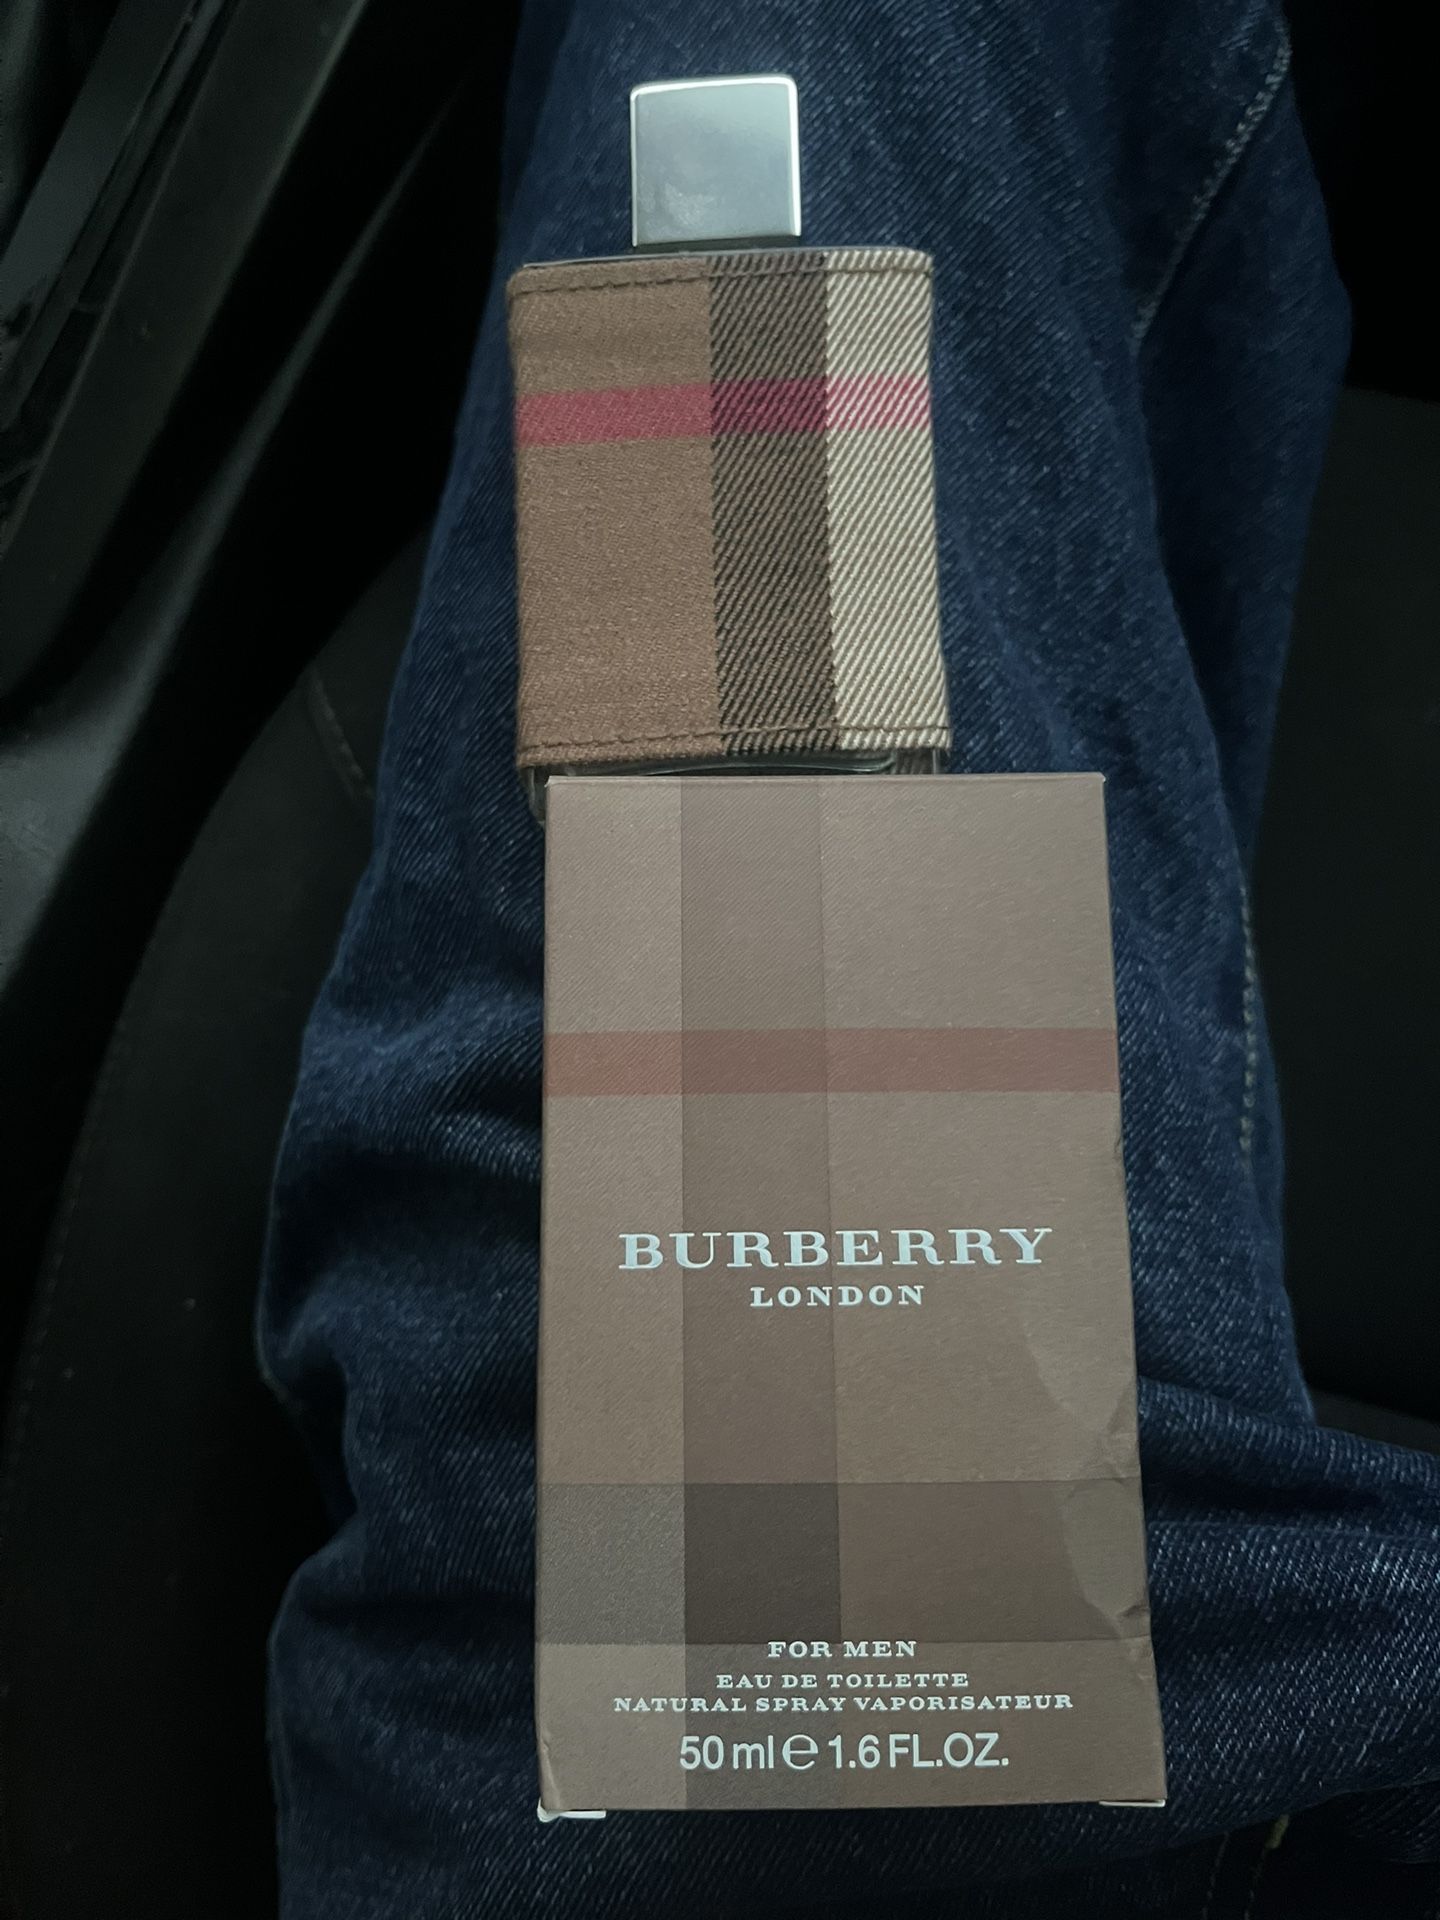 BURBERRY
LONDON
FOR MEN
EAU DE TOILETTE
NATURAL SPRAY VAPORISATEUR
50 ml ℮ 1.6 FL.OZ.